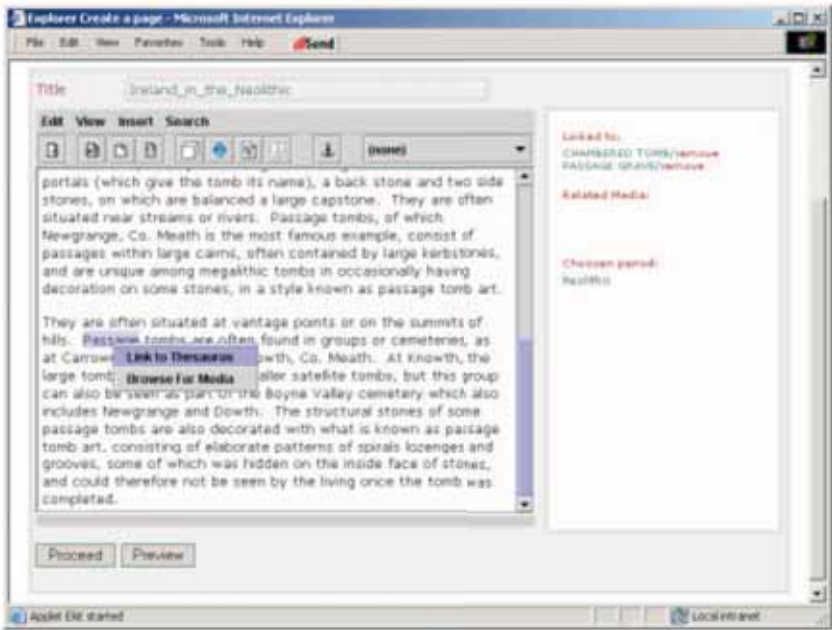 Explorer Create a page - Microsoft Internet Explorer
File Edit View Favorites Tools Help Send
Title Ireland_in_the_Neolithic
Edit View Insert Search
(none)
portals (which give the tomb its name), a back stone and two side
stones, on which are balanced a large capstone. They are often
situated near streams or rivers. Passage tombs, of which
Newgrange, Co. Meath is the most famous example, consist of
passages within large cairns, often contained by large kerbstones,
and are unique among megalithic tombs in occasionally having
decoration on some stones, in a style known as passage tomb art.
They are often situated at vantage points or on the summits of
hills. Passage tombs are often found in groups or cemeteries, as
at Carrow owth, Co. Meath. At Knowth, the
large tomb aller satellite tombs, but this group
can also be seen as part of the Boyne Valley cemetery which also
includes Newgrange and Dowth. The structural stones of some
passage tombs are also decorated with what is known as passage
tomb art, consisting of elaborate patterns of spirals lozenges and
grooves, some of which was hidden on the inside face of stones,
and could therefore not be seen by the living once the tomb was
completed.
Link to Thesaurus
Browse For Media
Linked to:
CHAMBERED TOMB/remove
PASSAGE GRAVE/remove
Related Media:
Choosen period:
Neolithic
Proceed Preview
Applet Ekit started
Local intranet